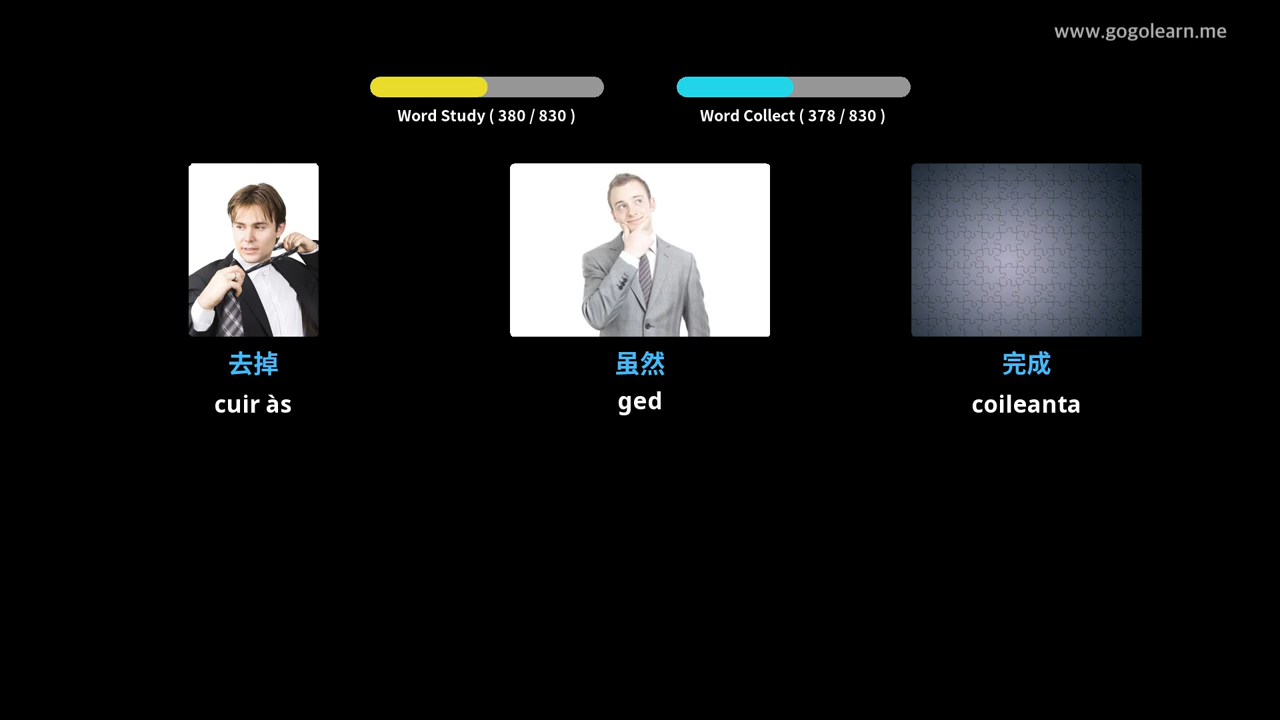 www.gogolearn.me
Word Study ( 380 / 830 )
Word Collect ( 378 / 830 )
去掉
cuir às
虽然
ged
完成
coileanta